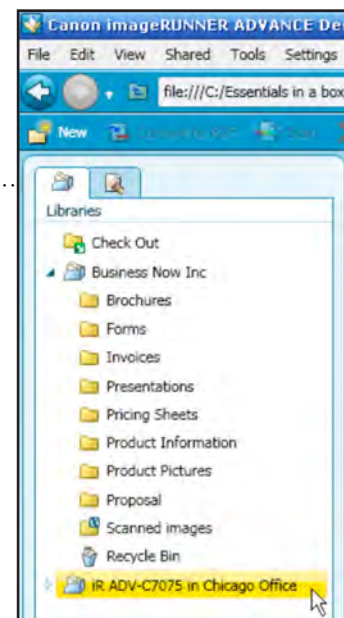 Canon imageRUNNER ADVANCE De
File Edit View Shared Tools Settings
file:///C:/Essentials in a box
New
Libraries
Check Out
Business Now Inc
Brochures
Forms
Invoices
Presentations
Pricing Sheets
Product Information
Product Pictures
Proposal
Scanned images
Recycle Bin
iR ADV-C7075 in Chicago Office